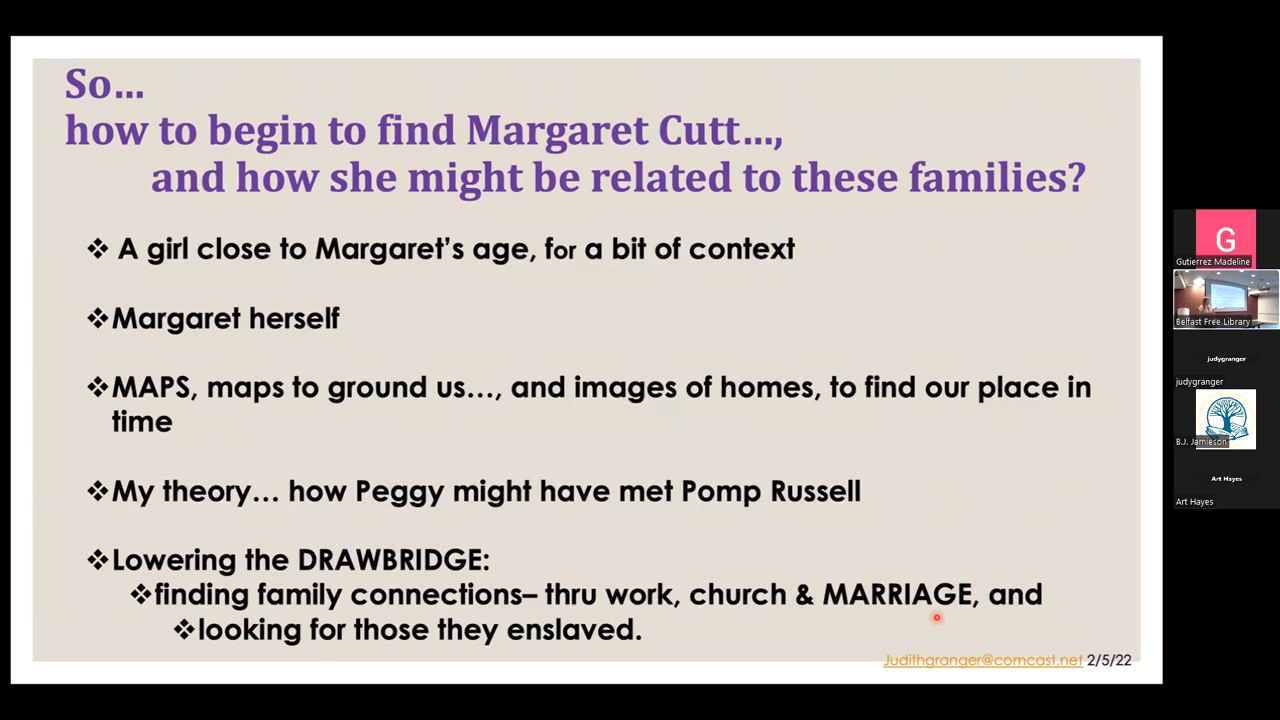 So…
how to begin to find Margaret Cutt…,
and how she might be related to these families?
❖ A girl close to Margaret's age, for a bit of context
❖Margaret herself
❖MAPS, maps to ground us…, and images of homes, to find our place in
time
❖My theory… how Peggy might have met Pomp Russell
❖Lowering the DRAWBRIDGE:
❖finding family connections– thru work, church & MARRIAGE, and
❖looking for those they enslaved.
Judithgranger@comcast.net 2/5/22
G
Gutierrez Madeline
Belfast Free Library
judygranger
judygranger
B.J. Jamieson
Art Hayes
Art Hayes